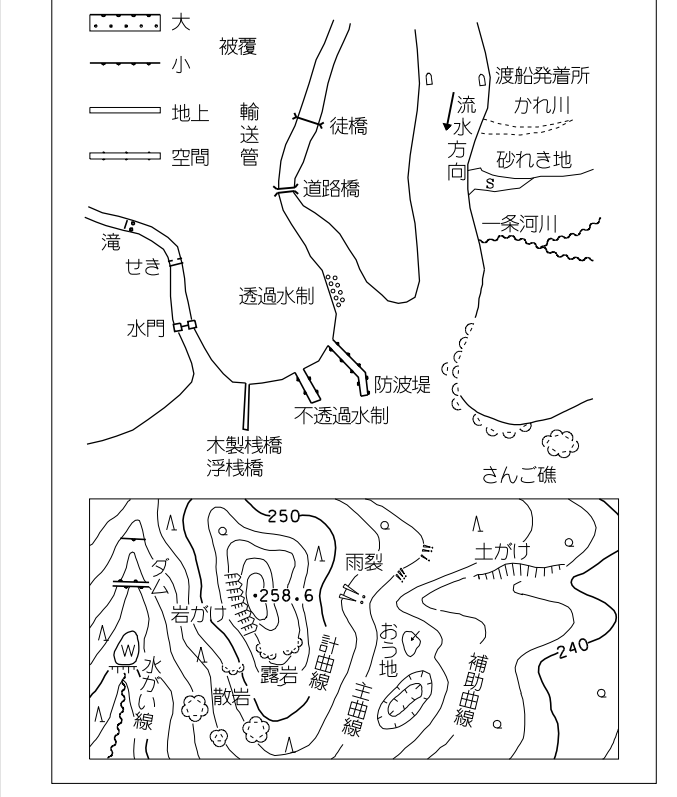 大
被覆
小
地上
輸送管
空間
渡船発着所
流水方向
かれ川
徒橋
砂れき地
S
道路橋
一条河川
滝
せき
透過水制
水門
防波堤
不透過水制
木製桟橋
浮桟橋
さんご礁
250
土がけ
雨裂
ダム
・258.6
岩がけ
計曲線
おう地
240
W
水がい線
露岩
補助曲線
主曲線
散岩